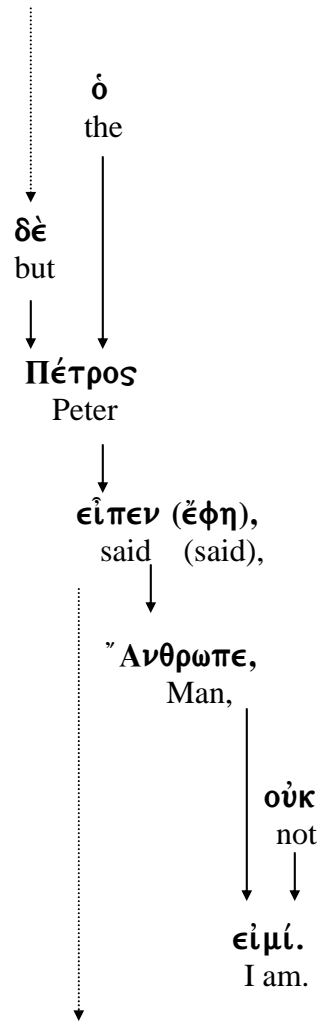 ὁ
the
δὲ
but
Πέτρος
Peter
εἶπεν (ἔφη),
said (said),
Ἄνθρωπε,
Man,
οὐκ
not
εἰμί.
I am.